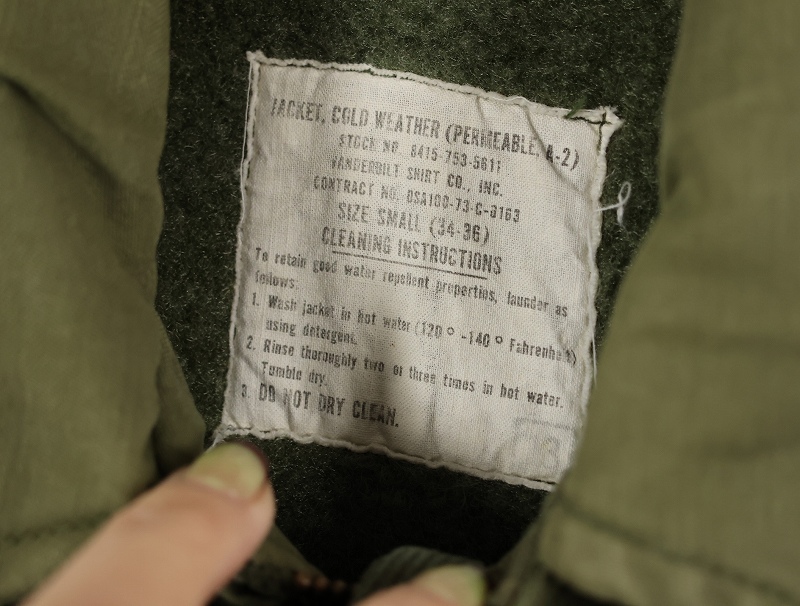 JACKET, COLD WEATHER (PERMEABLE, A-2)
STOCK NO. 8415-753-5611
VANDERBILT SHIRT CO., INC.
CONTRACT NO. DSA100-73-C-0163
SIZE SMALL (34-36)
CLEANING INSTRUCTIONS
To retain good water repellent properties, launder as
follows:
1. Wash jacket in hot water (120° -140° Fahrenheit)
using detergent.
2. Rinse thoroughly two or three times in hot water.
Tumble dry.
3. DO NOT DRY CLEAN.